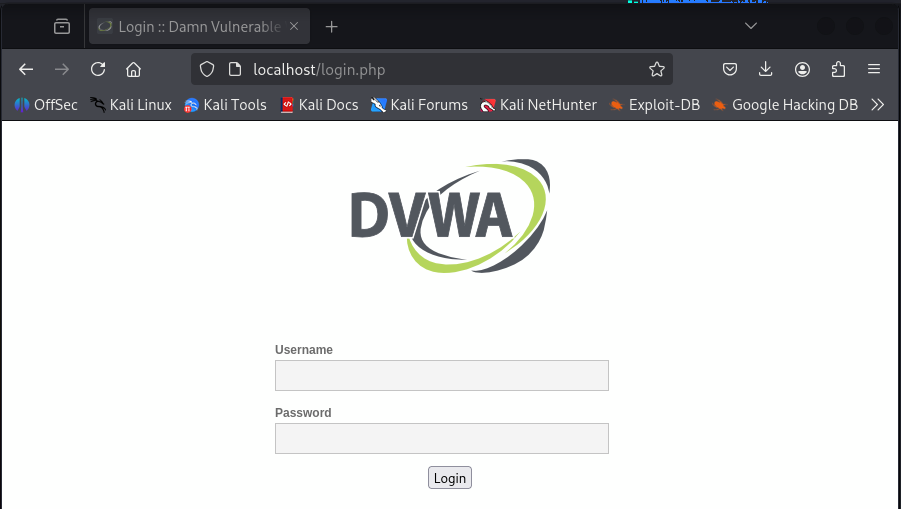 Login :: Damn Vulnerable
localhost/login.php
OffSec Kali Linux Kali Tools Kali Docs Kali Forums Kali NetHunter Exploit-DB Google Hacking DB
DVWA
Username
Password
Login